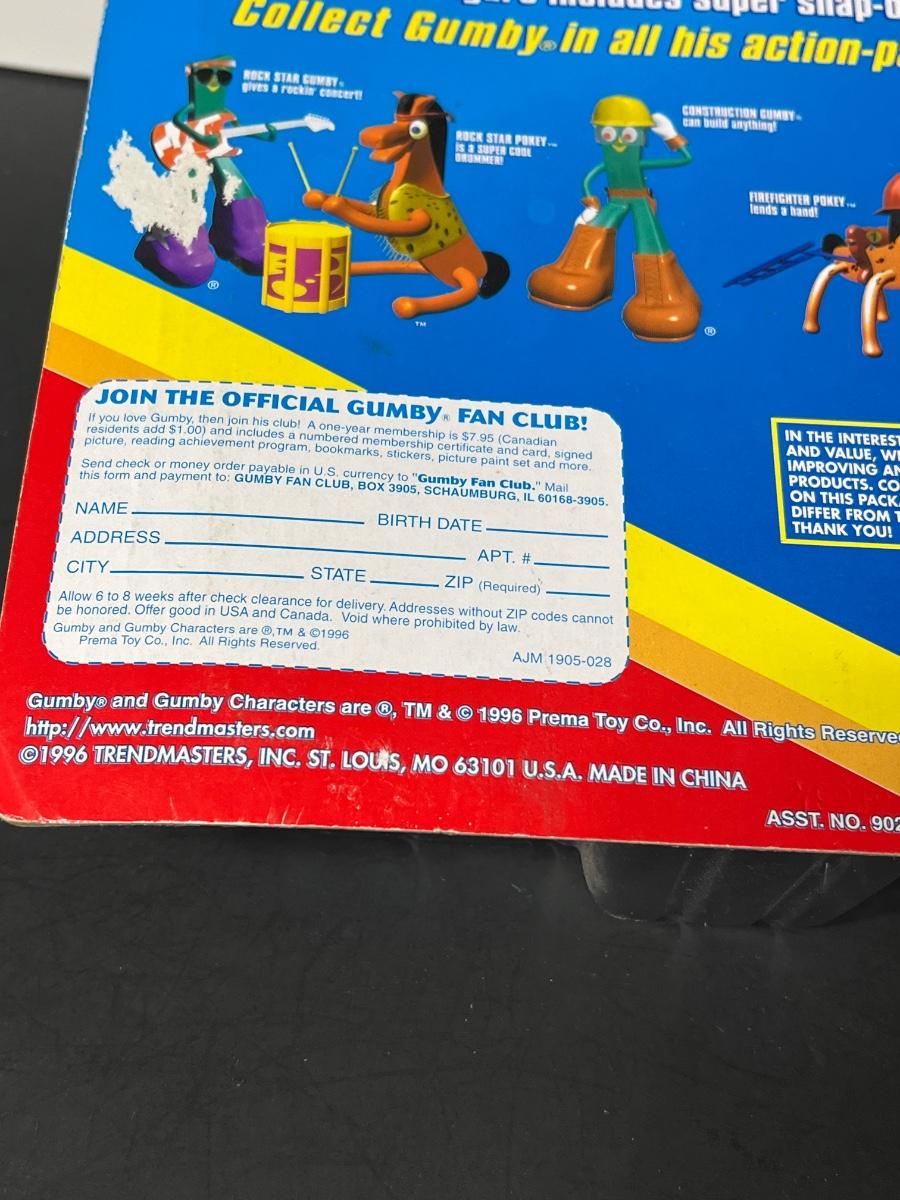 includes super snap-o
Collect Gumby® in all his action-p
ROCK STAR GUMBY®
gives a rockin' concert!
ROCK STAR POKEY™
is a SUPER COOL
DRUMMER!
CONSTRUCTION GUMBY™
can build anything!
FIREFIGHTER POKEY™
lends a hand!
®
™
®
JOIN THE OFFICIAL GUMBY® FAN CLUB!
If you love Gumby, then join his club! A one-year membership is $7.95 (Canadian
residents add $1.00) and includes a numbered membership certificate and card, signed
picture, reading achievement program, bookmarks, stickers, picture paint set and more.
Send check or money order payable in U.S. currency to "Gumby Fan Club." Mail
this form and payment to: GUMBY FAN CLUB, BOX 3905, SCHAUMBURG, IL 60168-3905.
NAME BIRTH DATE
ADDRESS APT. #
CITY STATE ZIP (Required)
Allow 6 to 8 weeks after check clearance for delivery. Addresses without ZIP codes cannot
be honored. Offer good in USA and Canada. Void where prohibited by law.
Gumby and Gumby Characters are ®,TM & ©1996
Prema Toy Co., Inc. All Rights Reserved.
AJM 1905-028
IN THE INTEREST
AND VALUE, WE
IMPROVING AN
PRODUCTS. CO
ON THIS PACKA
DIFFER FROM T
THANK YOU!
Gumby® and Gumby Characters are ®, TM & © 1996 Prema Toy Co., Inc. All Rights Reserve
http://www.trendmasters.com
©1996 TRENDMASTERS, INC. ST. LOUIS, MO 63101 U.S.A. MADE IN CHINA
ASST. NO. 902